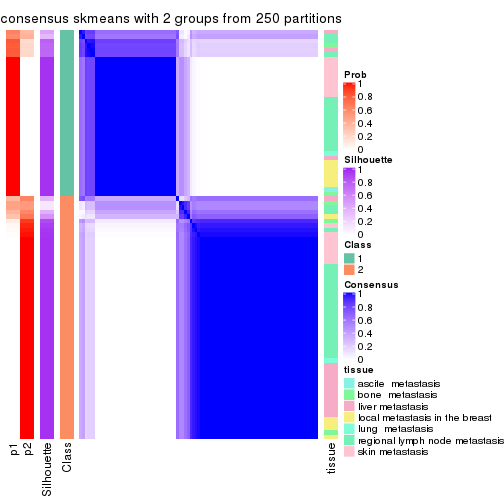 consensus skmeans with 2 groups from 250 partitions
Prob
1
0.8
0.6
0.4
0.2
0
Silhouette
1
0.8
0.6
0.4
0.2
0
Class
1
2
Consensus
1
0.8
0.6
0.4
0.2
0
tissue
ascite metastasis
bone metastasis
liver metastasis
local metastasis in the breast
lung metastasis
regional lymph node metastasis
skin metastasis
p1
p2
Silhouette
Class
tissue